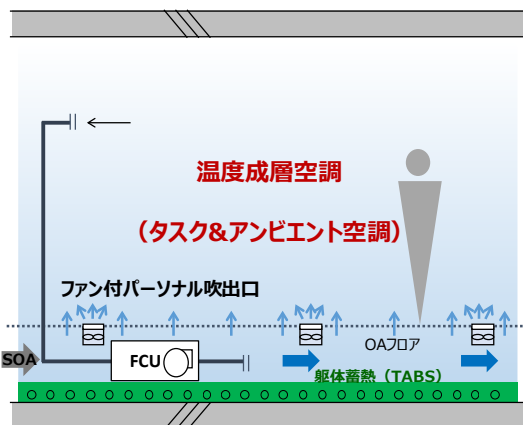 温度成層空調
（タスク&アンビエント空調）
ファン付パーソナル吹出口
OAフロア
SOA
FCU
躯体蓄熱（TABS）